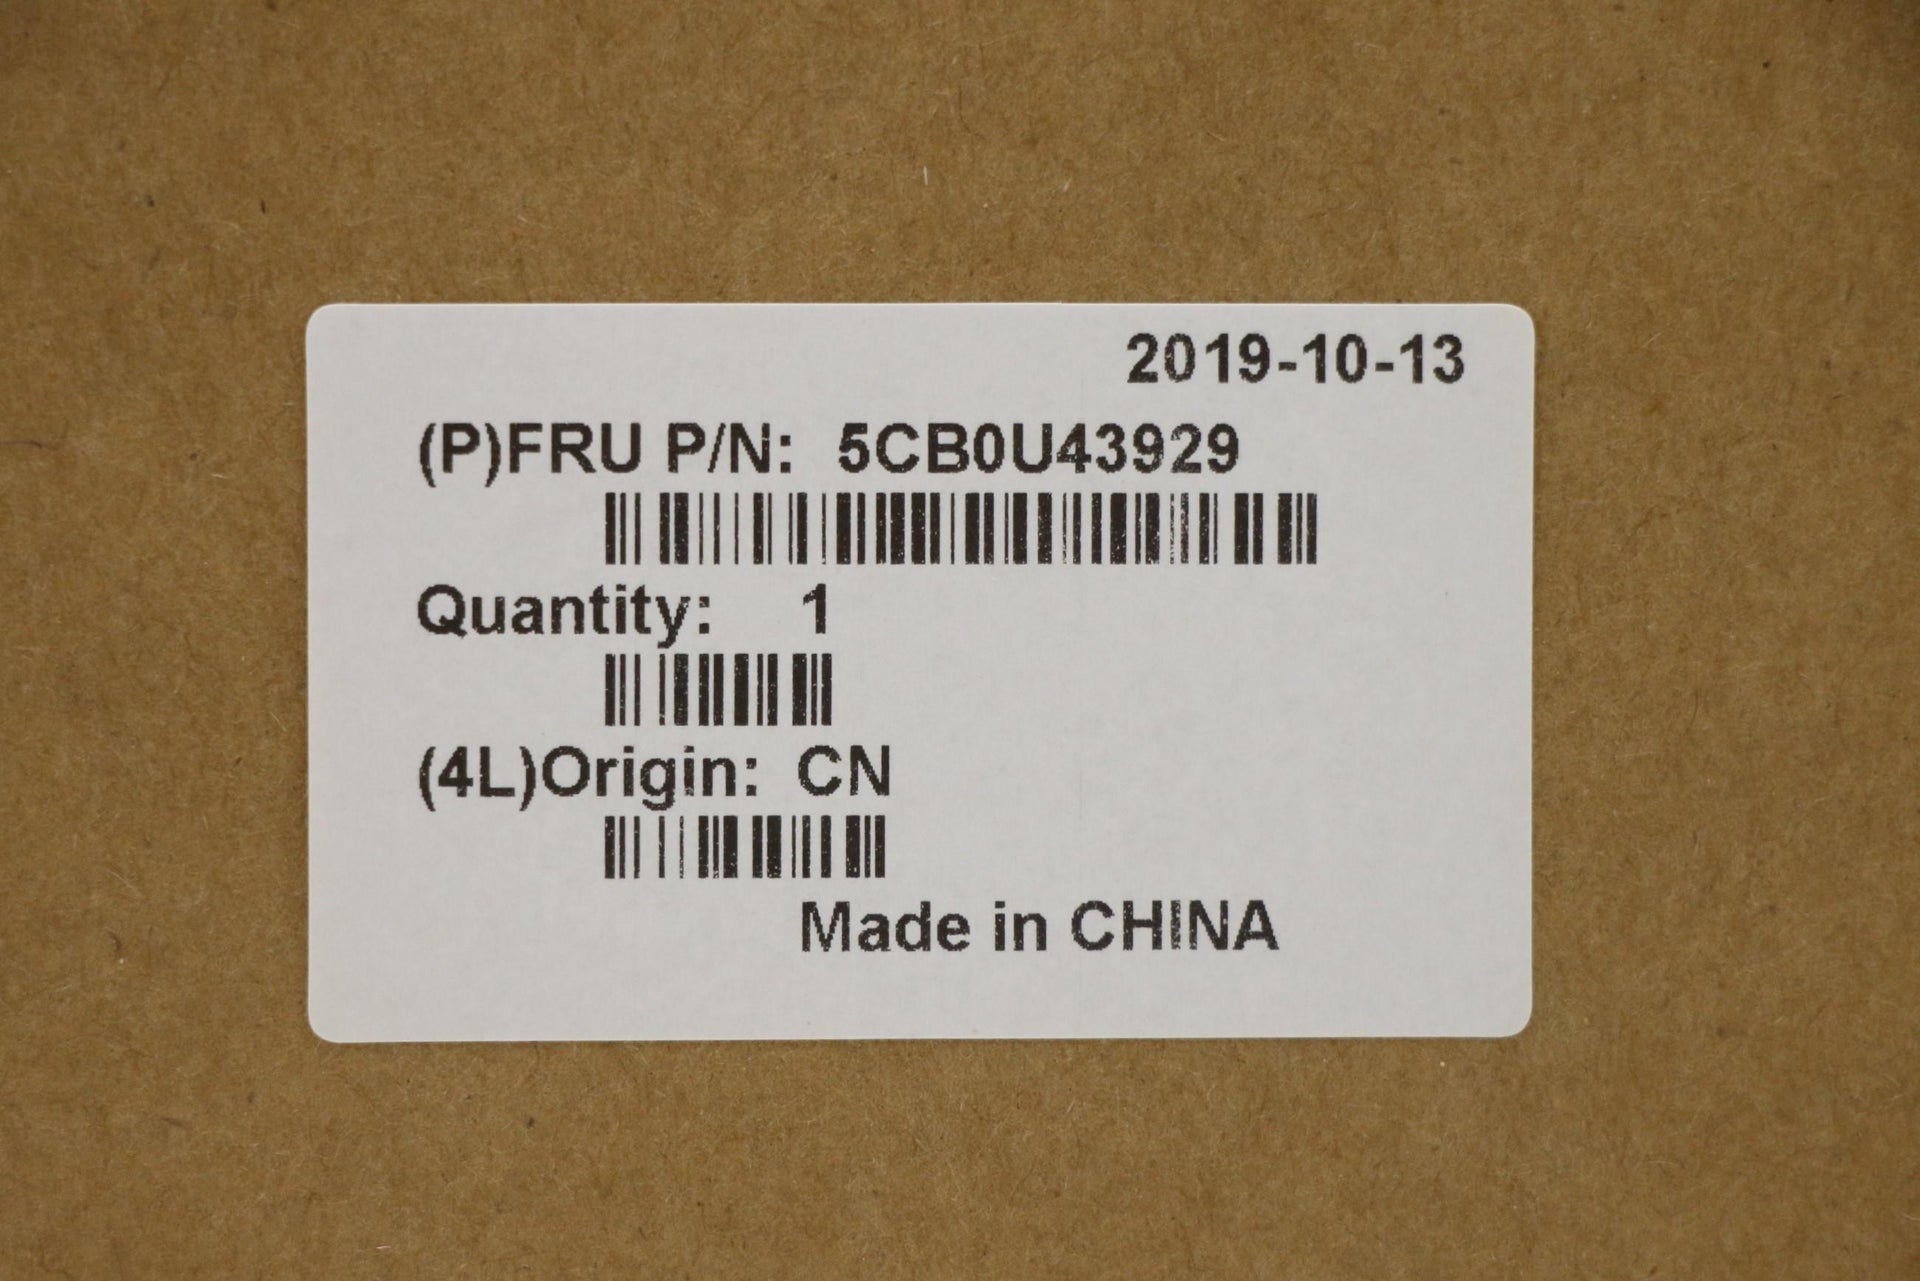 2019-10-13
(P)FRU P/N: 5CB0U43929
Quantity: 1
(4L)Origin: CN
Made in CHINA